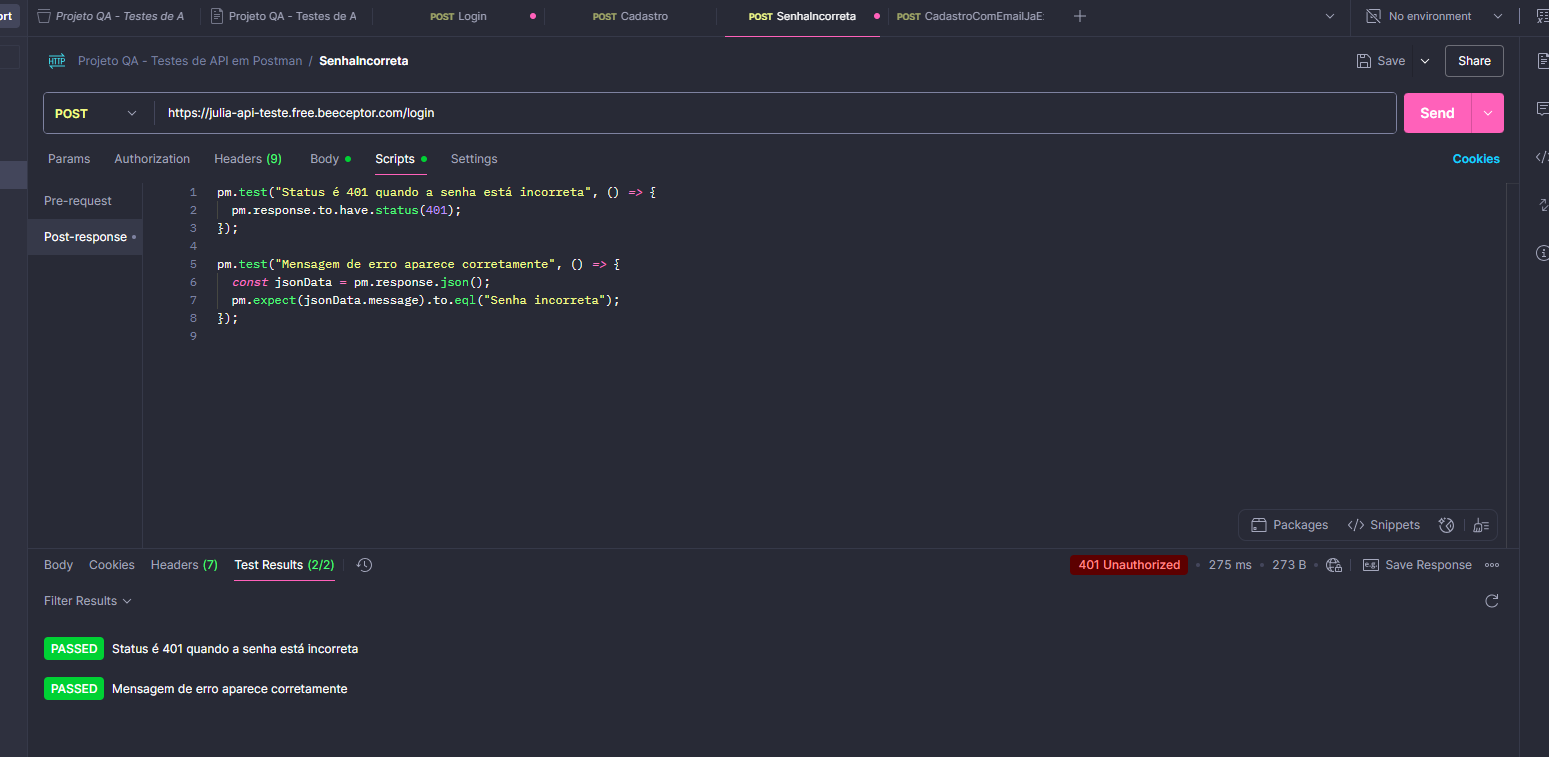 ort
Projeto QA - Testes de A
Projeto QA - Testes de A
POST Login
POST Cadastro
POST SenhaIncorreta
POST CadastroComEmailJaE
No environment
HTTP Projeto QA - Testes de API em Postman / SenhaIncorreta
Save
Share
POST
https://julia-api-teste.free.beeceptor.com/login
Send
Params
Authorization
Headers (9)
Body
Scripts
Settings
Cookies
Pre-request
Post-response
1 pm.test("Status é 401 quando a senha está incorreta", () => {
2 pm.response.to.have.status(401);
3 });
4
5 pm.test("Mensagem de erro aparece corretamente", () => {
6 const jsonData = pm.response.json();
7 pm.expect(jsonData.message).to.eql("Senha incorreta");
8 });
9
Packages
</> Snippets
Body
Cookies
Headers (7)
Test Results (2/2)
401 Unauthorized • 275 ms • 273 B •
e.g. Save Response
Filter Results
PASSED Status é 401 quando a senha está incorreta
PASSED Mensagem de erro aparece corretamente